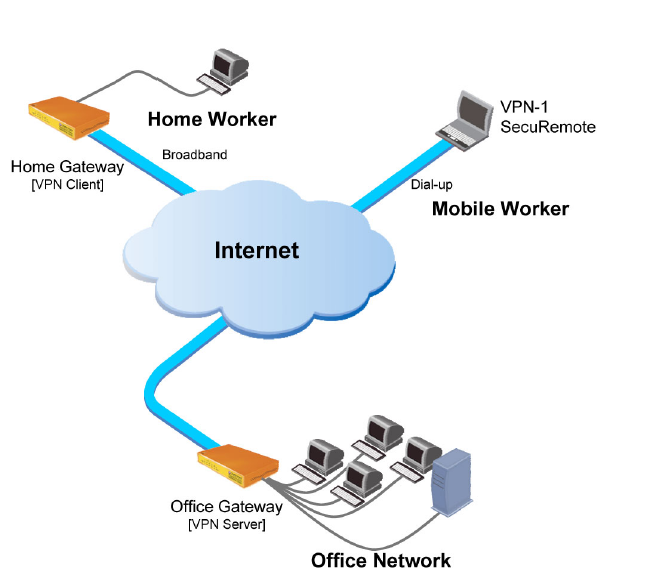 Home Worker
VPN-1
SecuRemote
Broadband
Home Gateway
[VPN Client]
Dial-up
Mobile Worker
Internet
Office Gateway
[VPN Server]
Office Network